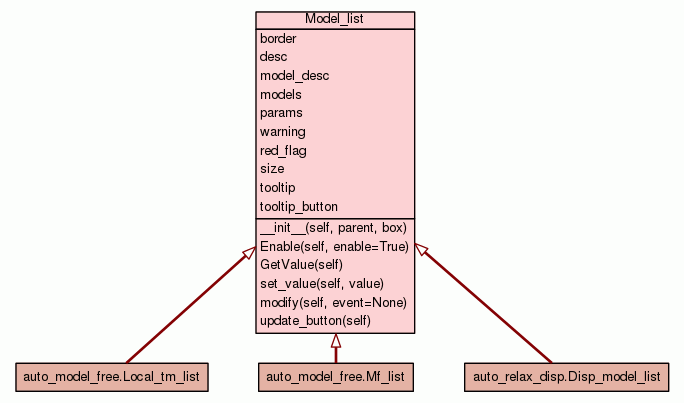 Model_list
border
desc
model_desc
models
params
warning
red_flag
size
tooltip
tooltip_button
__init__(self, parent, box)
Enable(self, enable=True)
GetValue(self)
set_value(self, value)
modify(self, event=None)
update_button(self)
auto_model_free.Local_tm_list
auto_model_free.Mf_list
auto_relax_disp.Disp_model_list